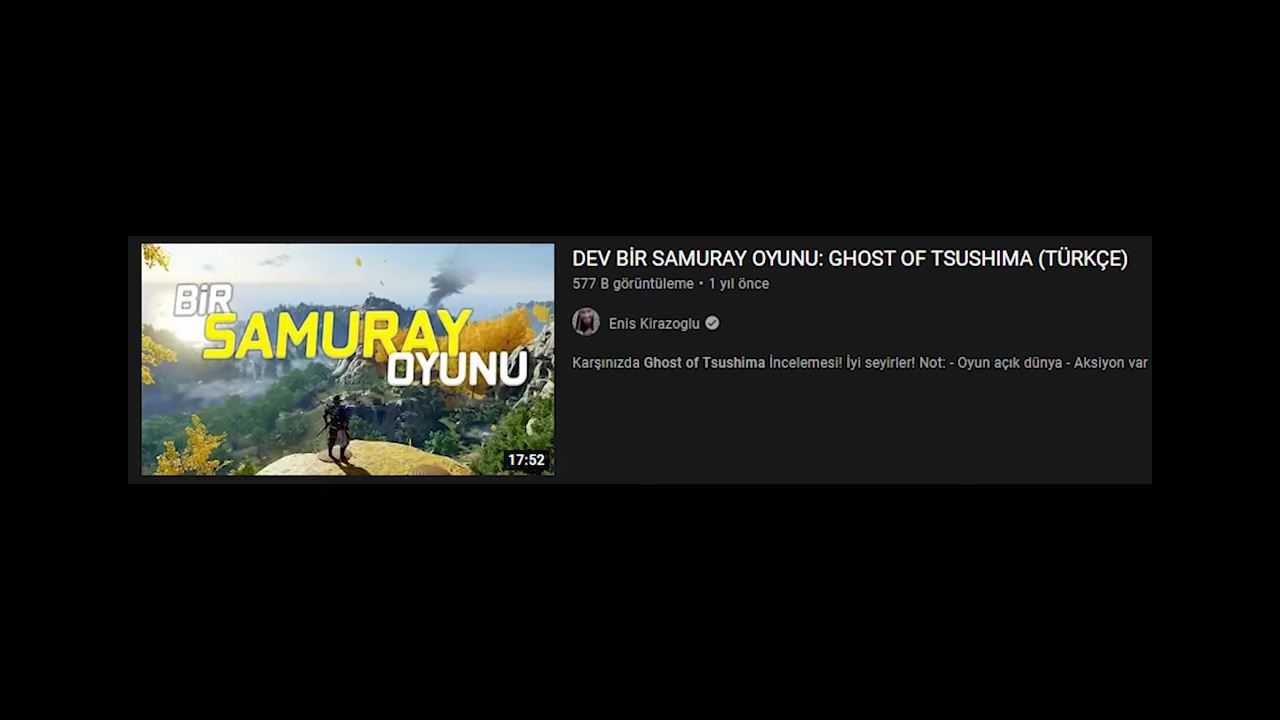 BİR
SAMURAY
OYUNU
17:52
DEV BİR SAMURAY OYUNU: GHOST OF TSUSHIMA (TÜRKÇE)
577 B görüntüleme • 1 yıl önce
Enis Kirazoglu
Karşınızda Ghost of Tsushima İncelemesi! İyi seyirler! Not: - Oyun açık dünya - Aksiyon var